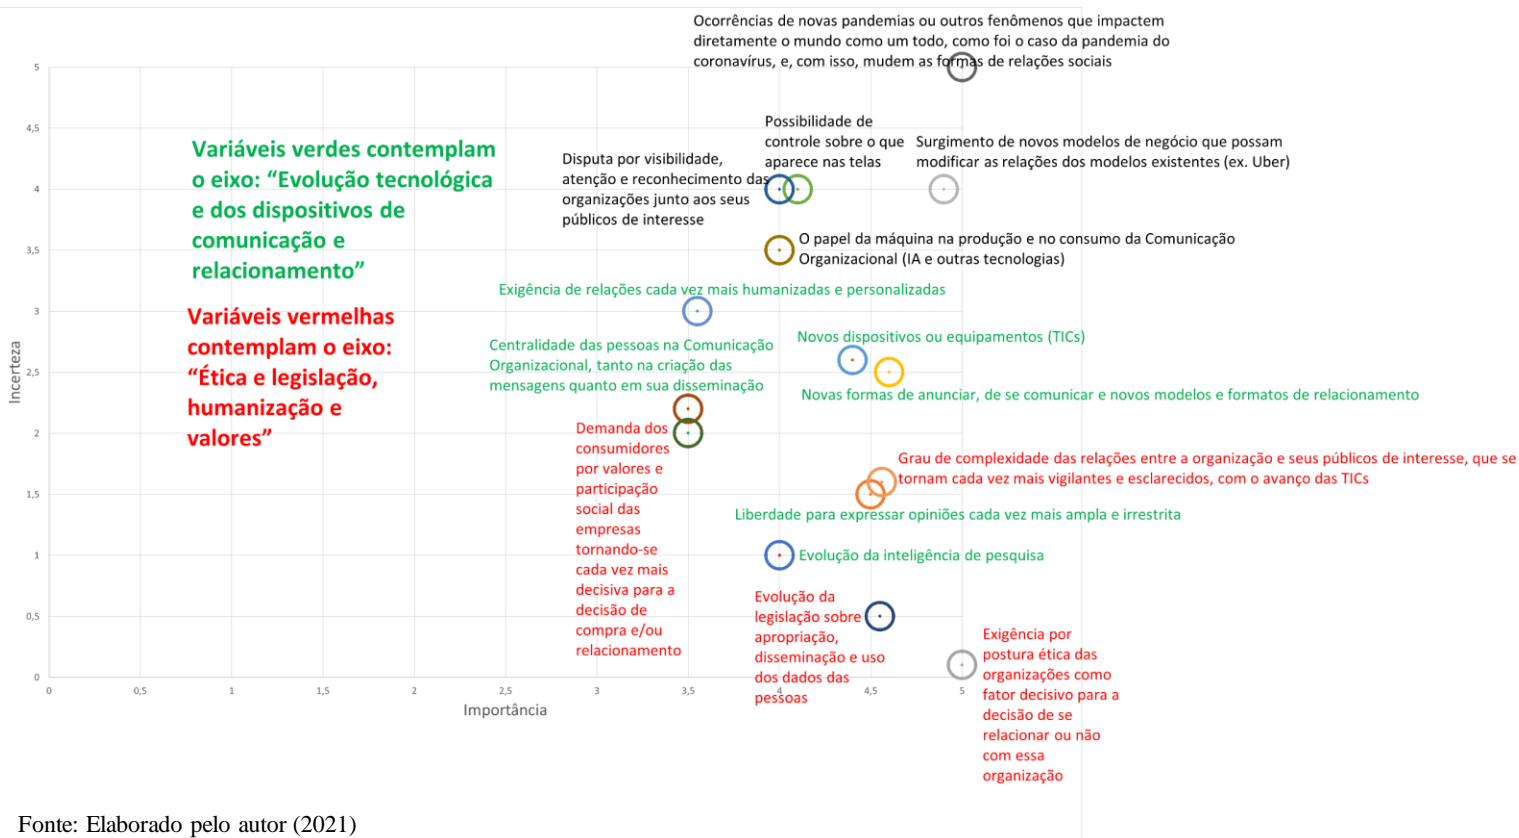 Ocorrências de novas pandemias ou outros fenômenos que impactem
diretamente o mundo como um todo, como foi o caso da pandemia do
coronavírus, e, com isso, mudem as formas de relações sociais
5
4,5
4
3,5
3
2,5
2
1,5
1
0,5
0
Incerteza
Variáveis verdes contemplam
o eixo: “Evolução tecnológica
e dos dispositivos de
comunicação e
relacionamento”
Variáveis vermelhas
contemplam o eixo:
“Ética e legislação,
humanização e
valores”
Disputa por visibilidade,
atenção e reconhecimento das
organizações junto aos seus
públicos de interesse
Possibilidade de
controle sobre o que
aparece nas telas
Surgimento de novos modelos de negócio que possam
modificar as relações dos modelos existentes (ex. Uber)
O papel da máquina na produção e no consumo da Comunicação
Organizacional (IA e outras tecnologias)
Exigência de relações cada vez mais humanizadas e personalizadas
Centralidade das pessoas na Comunicação
Organizacional, tanto na criação das
mensagens quanto em sua disseminação
Novos dispositivos ou equipamentos (TICs)
Novas formas de anunciar, de se comunicar e novos modelos e formatos de relacionamento
Demanda dos
consumidores
por valores e
participação
social das
empresas
tornando-se
cada vez mais
decisiva para a
decisão de
compra e/ou
relacionamento
Grau de complexidade das relações entre a organização e seus públicos de interesse, que se
tornam cada vez mais vigilantes e esclarecidos, com o avanço das TICs
Liberdade para expressar opiniões cada vez mais ampla e irrestrita
Evolução da inteligência de pesquisa
Evolução da
legislação sobre
apropriação,
disseminação e uso
dos dados das
pessoas
Exigência por
postura ética das
organizações como
fator decisivo para a
decisão de se
relacionar ou não
com essa
organização
0
0,5
1
1,5
2
2,5
3
3,5
4
4,5
5
Importância
Fonte: Elaborado pelo autor (2021)